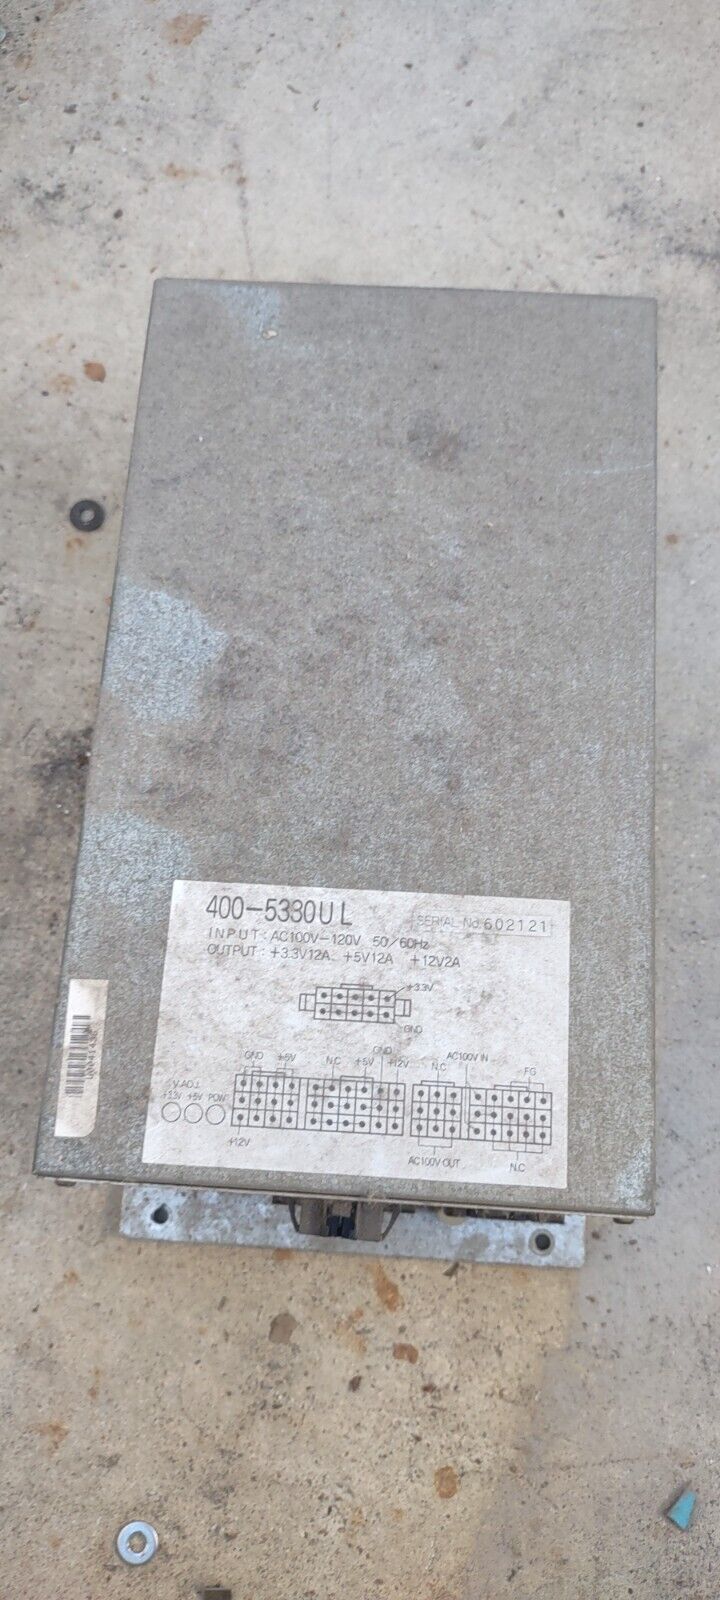 400-5330UL
SERIAL No. 602121
INPUT : AC100V-120V 50/60Hz
OUTPUT : +3.3V12A +5V12A +12V2A
+3.3V
GND
GND +5V N.C +5V GND +12V N.C AC100V IN FG
V.ADJ.
+3.3V +5V POW
+12V
AC100V OUT
N.C